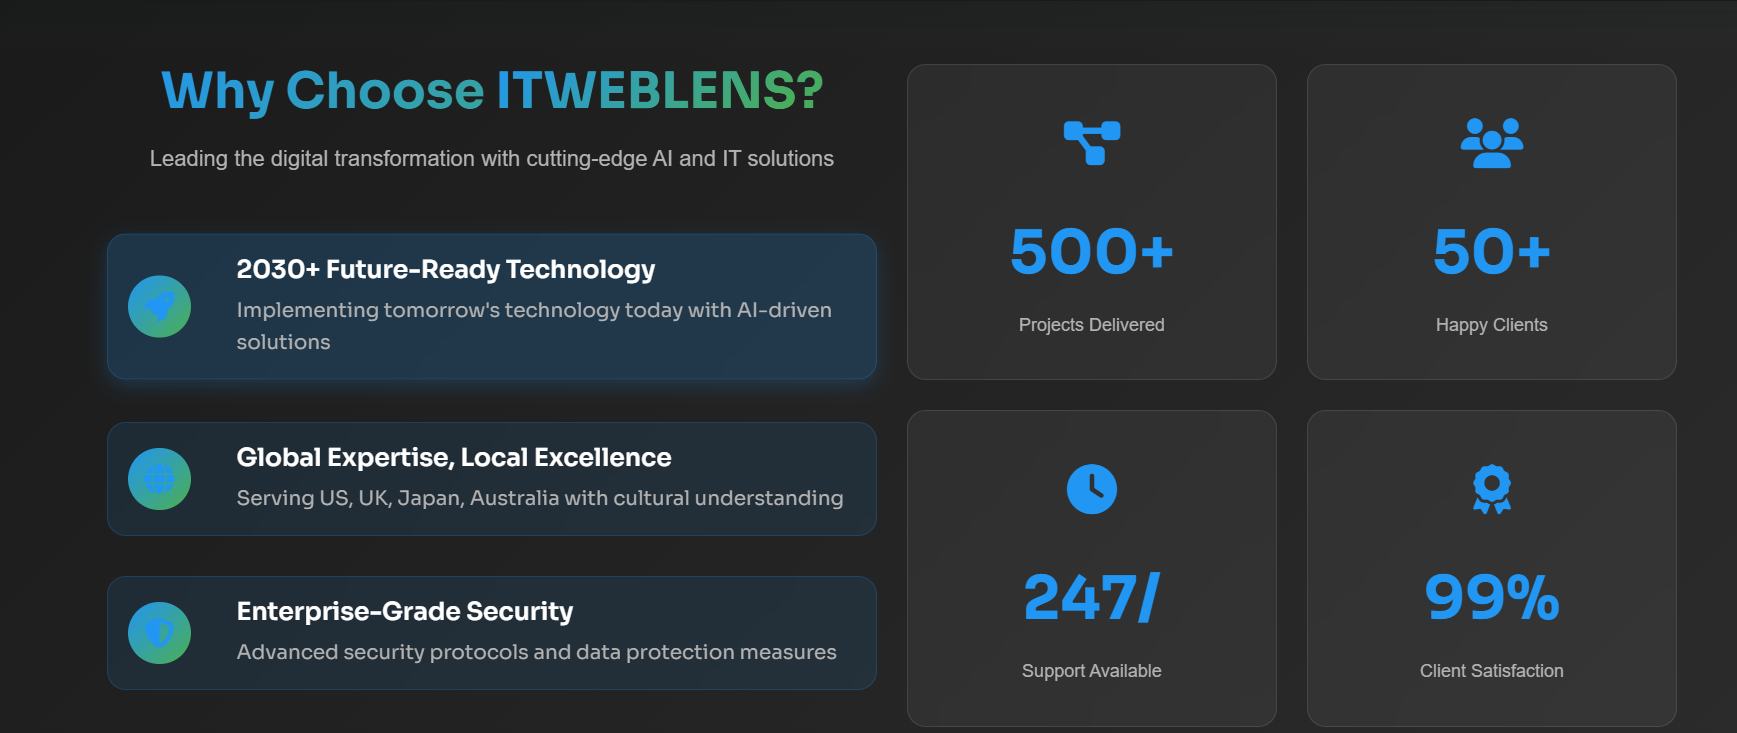 Why Choose ITWEBLENS?
Leading the digital transformation with cutting-edge AI and IT solutions
2030+ Future-Ready Technology
Implementing tomorrow's technology today with AI-driven
solutions
Global Expertise, Local Excellence
Serving US, UK, Japan, Australia with cultural understanding
Enterprise-Grade Security
Advanced security protocols and data protection measures
500+
Projects Delivered
50+
Happy Clients
247/
Support Available
99%
Client Satisfaction